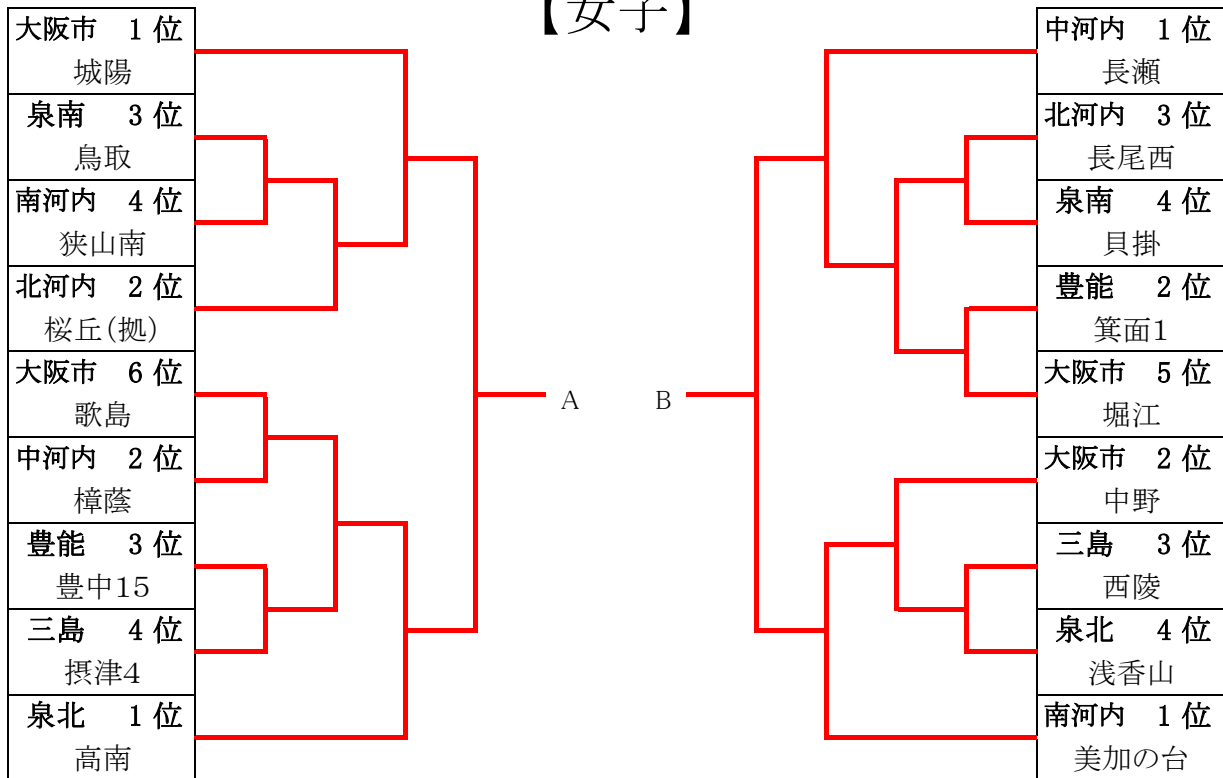 【女子】
大阪市 1 位
城陽
泉南 3 位
鳥取
南河内 4 位
狭山南
北河内 2 位
桜丘(拠)
大阪市 6 位
歌島
中河内 2 位
樟蔭
豊能 3 位
豊中15
三島 4 位
摂津4
泉北 1 位
高南
A
B
中河内 1 位
長瀬
北河内 3 位
長尾西
泉南 4 位
貝掛
豊能 2 位
箕面1
大阪市 5 位
堀江
大阪市 2 位
中野
三島 3 位
西陵
泉北 4 位
浅香山
南河内 1 位
美加の台